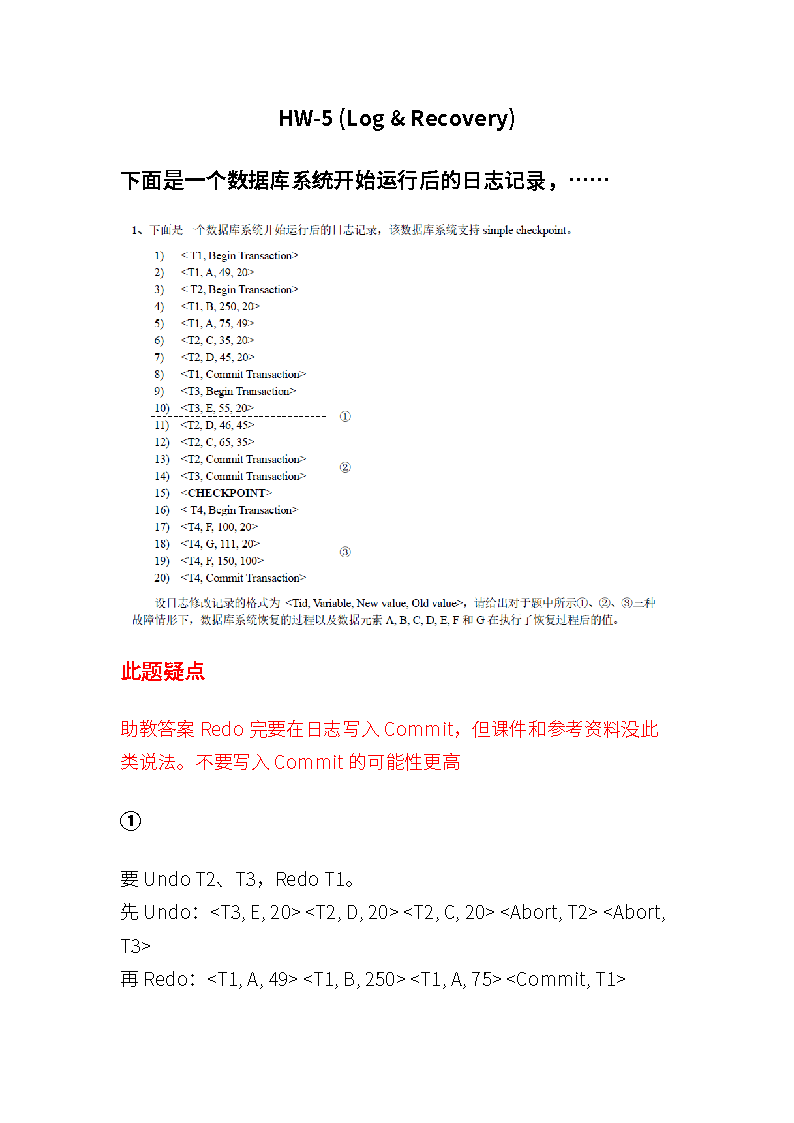 HW-5 (Log & Recovery)
下面是一个数据库系统开始运行后的日志记录，……
1、下面是一个数据库系统开始运行后的日志记录，该数据库系统支持 simple checkpoint。
1) < T1, Begin Transaction>
2) <T1, A, 49, 20>
3) < T2, Begin Transaction>
4) <T1, B, 250, 20>
5) <T1, A, 75, 49>
6) <T2, C, 35, 20>
7) <T2, D, 45, 20>
8) <T1, Commit Transaction>
9) <T3, Begin Transaction>
10) <T3, E, 55, 20>
①
11) <T2, D, 46, 45>
12) <T2, C, 65, 35>
13) <T2, Commit Transaction>
②
14) <T3, Commit Transaction>
15) <CHECKPOINT>
16) < T4, Begin Transaction>
17) <T4, F, 100, 20>
18) <T4, G, 111, 20>
③
19) <T4, F, 150, 100>
20) <T4, Commit Transaction>
设日志修改记录的格式为 <Tid, Variable, New value, Old value>，请给出对于题中所示①、②、③三种
故障情形下，数据库系统恢复的过程以及数据元素 A, B, C, D, E, F 和 G 在执行了恢复过程后的值。
此题疑点
助教答案 Redo 完要在日志写入 Commit，但课件和参考资料没此
类说法。不要写入 Commit 的可能性更高
①
要 Undo T2、T3，Redo T1。
先 Undo：<T3, E, 20> <T2, D, 20> <T2, C, 20> <Abort, T2> <Abort,
T3>
再 Redo：<T1, A, 49> <T1, B, 250> <T1, A, 75> <Commit, T1>